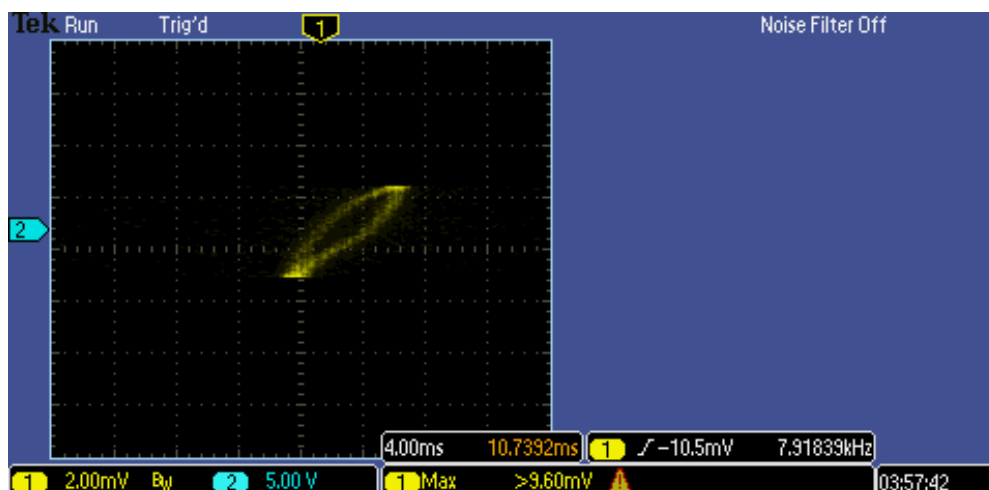 Tek Run Trig'd 1 Noise Filter Off
2
4.00ms 10.7392ms 1 -10.5mV 7.91839kHz
1 2.00mV BW 2 5.00 V 1 Max >9.60mV 03:57:42